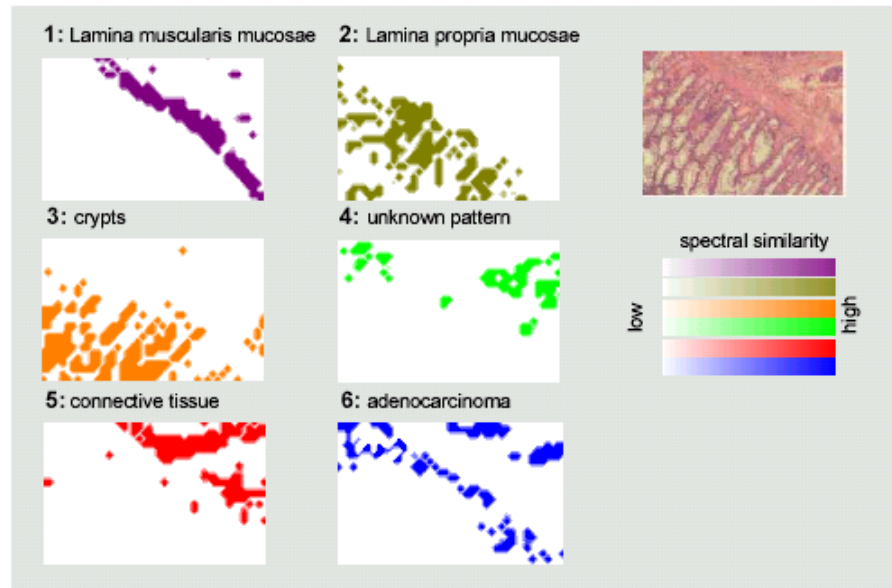 1: Lamina muscularis mucosae
2: Lamina propria mucosae
3: crypts
4: unknown pattern
spectral similarity
low
high
5: connective tissue
6: adenocarcinoma